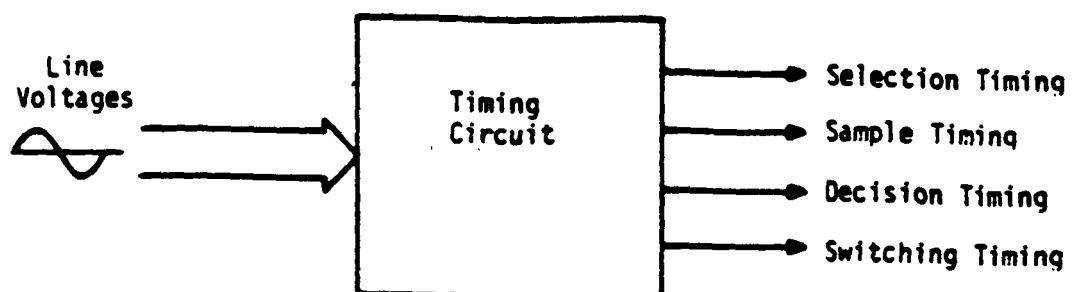 Line
Voltages
Timing
Circuit
Selection Timing
Sample Timing
Decision Timing
Switching Timing